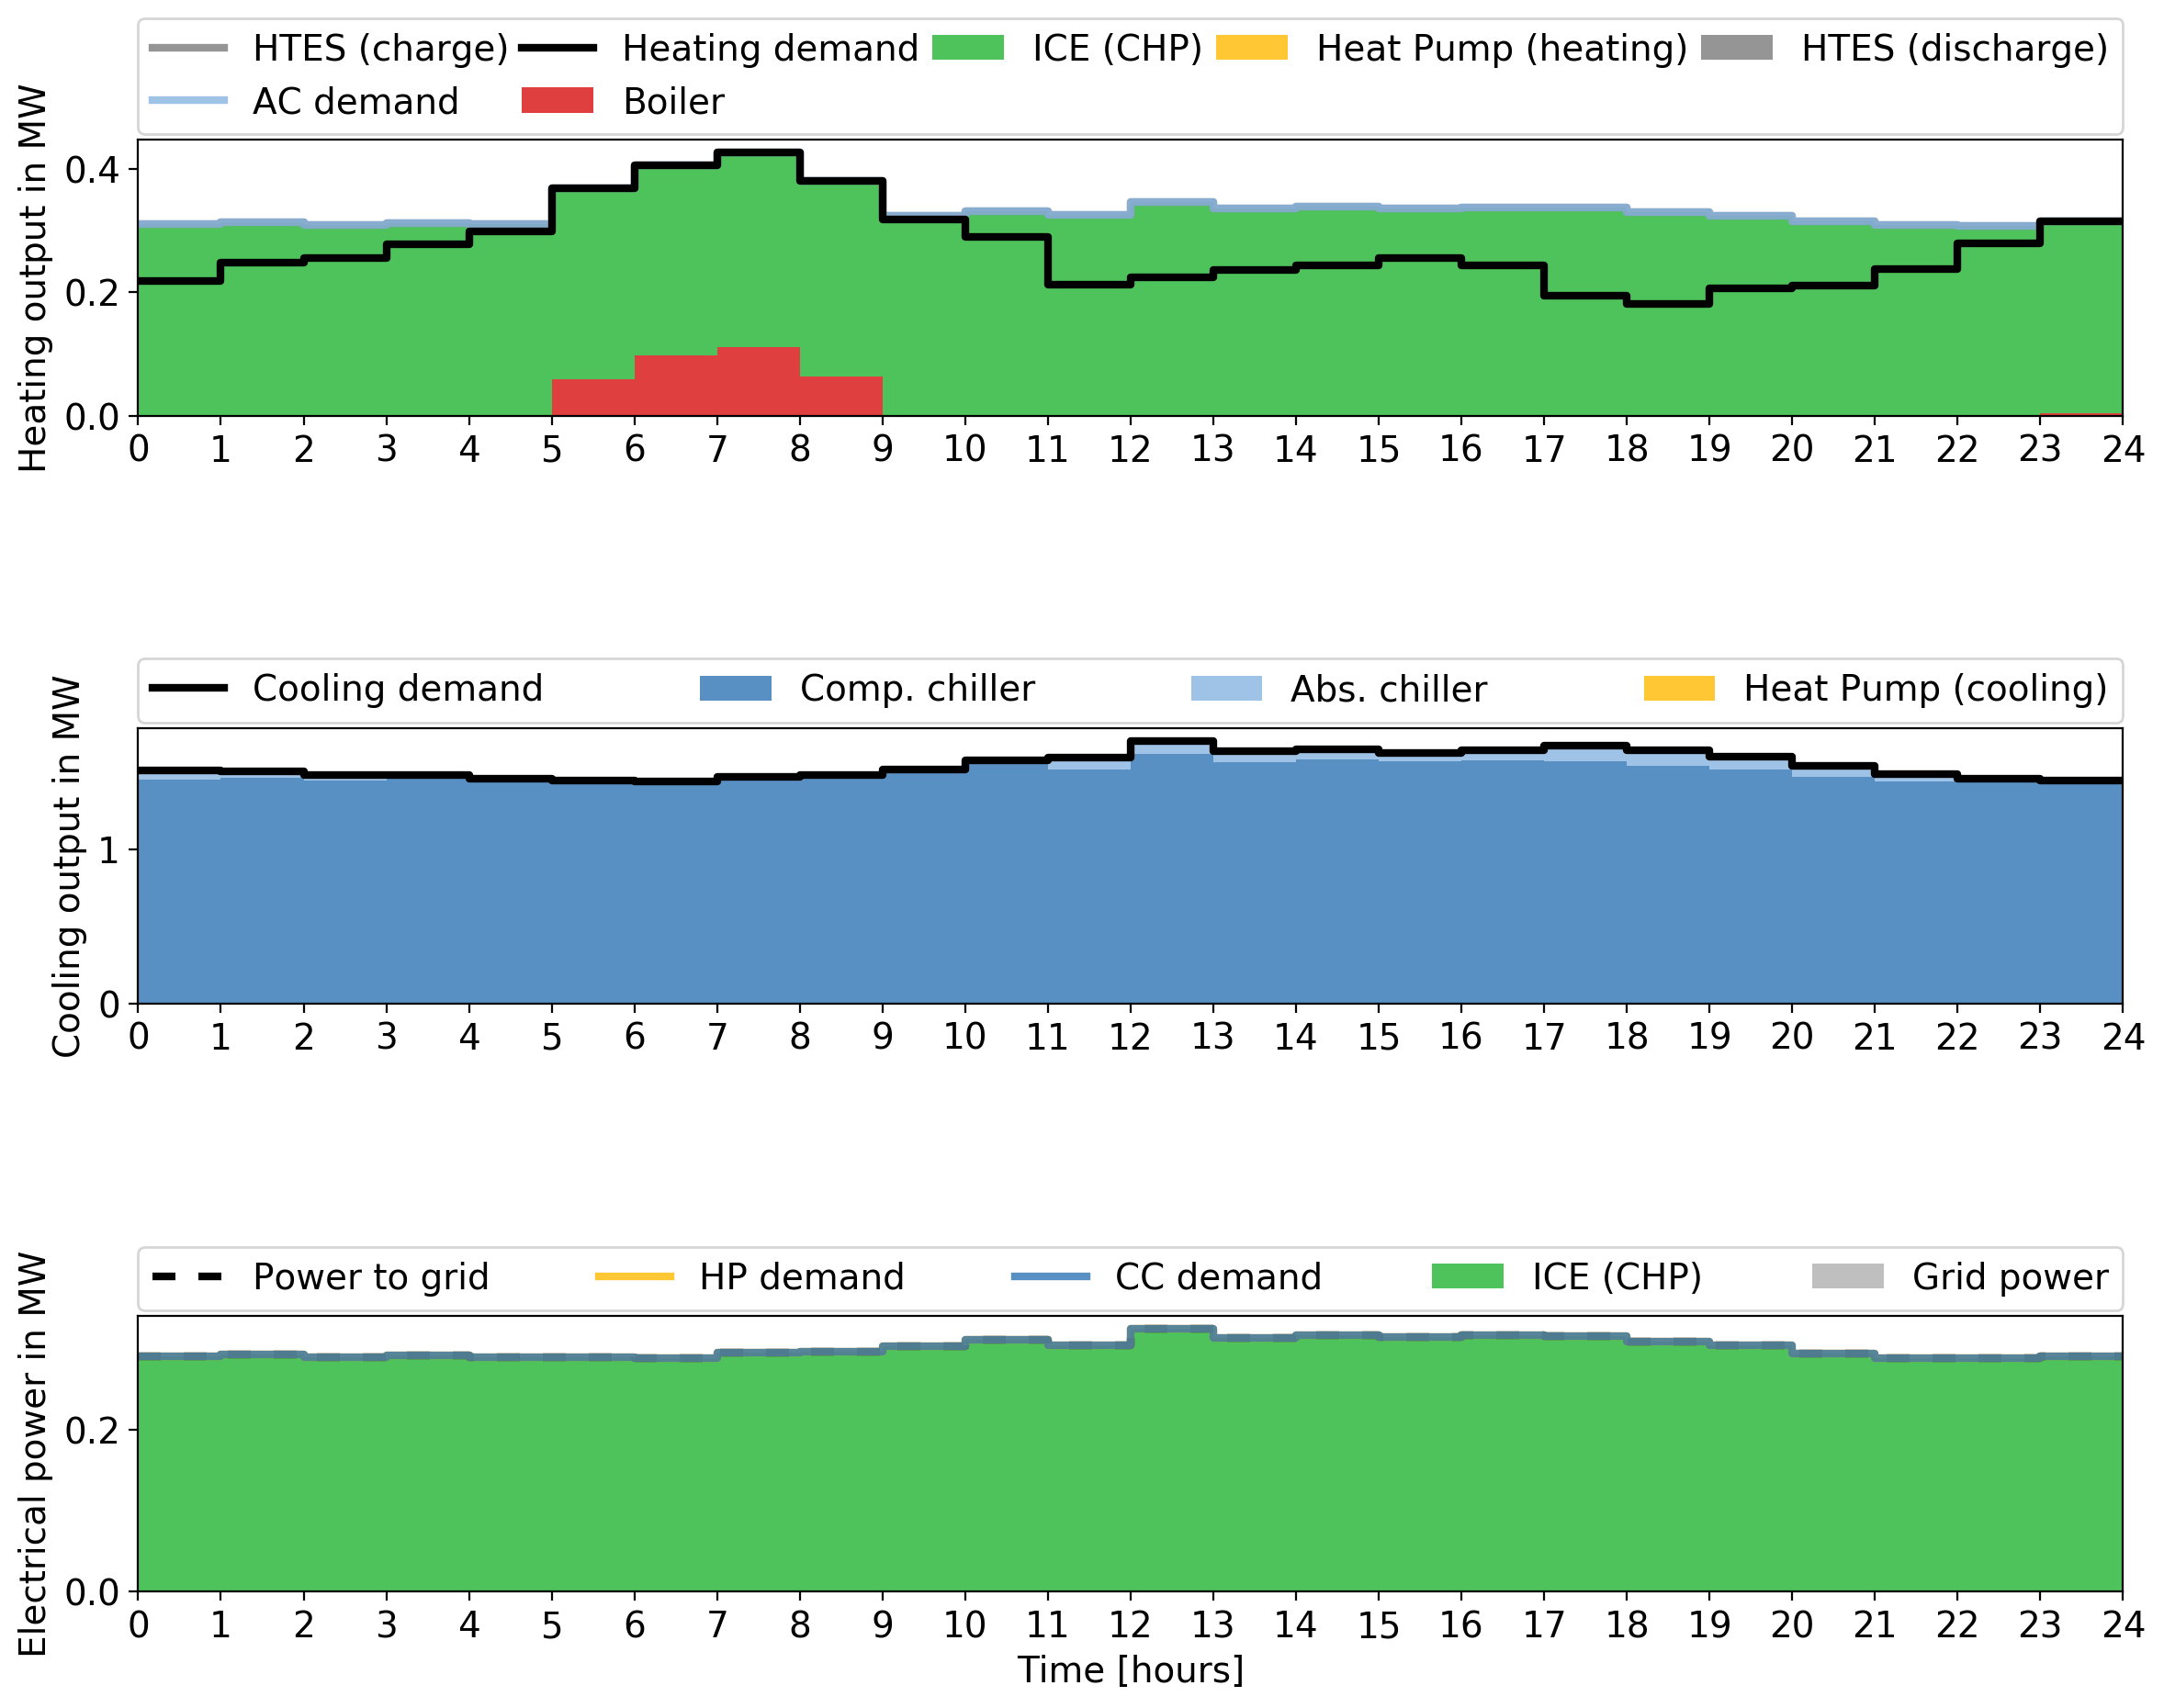 HTES (charge) Heating demand ICE (CHP) Heat Pump (heating) HTES (discharge)
AC demand Boiler
Heating output in MW
0.4
0.2
0.0
0 1 2 3 4 5 6 7 8 9 10 11 12 13 14 15 16 17 18 19 20 21 22 23 24
Cooling demand Comp. chiller Abs. chiller Heat Pump (cooling)
Cooling output in MW
1
0
0 1 2 3 4 5 6 7 8 9 10 11 12 13 14 15 16 17 18 19 20 21 22 23 24
Power to grid HP demand CC demand ICE (CHP) Grid power
Electrical power in MW
0.2
0.0
0 1 2 3 4 5 6 7 8 9 10 11 12 13 14 15 16 17 18 19 20 21 22 23 24
Time [hours]